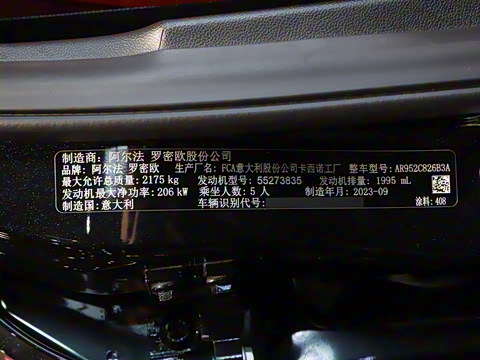 制造商：阿尔法 罗密欧股份公司
品牌：阿尔法 罗密欧 生产厂名：FCA意大利股份公司卡西诺工厂 整车型号：AR952C826B3A
最大允许总质量：2175 kg 发动机型号：55273835 发动机排量：1995 mL
发动机最大净功率：206 kW 乘坐人数：5 人 制造年月：2023-09
制造国：意大利 车辆识别代号： 涂料：408